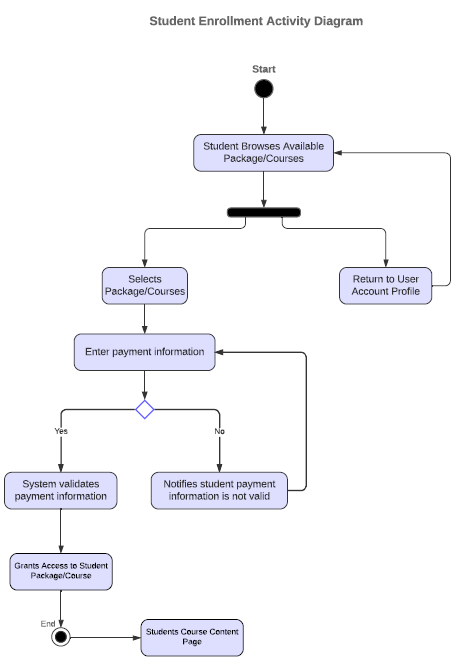 Student Enrollment Activity Diagram
Start
Student Browses Available
Package/Courses
Selects
Package/Courses
Return to User
Account Profile
Enter payment information
Yes
No
System validates
payment information
Notifies student payment
information is not valid
Grants Access to Student
Package/Course
End
Students Course Content
Page